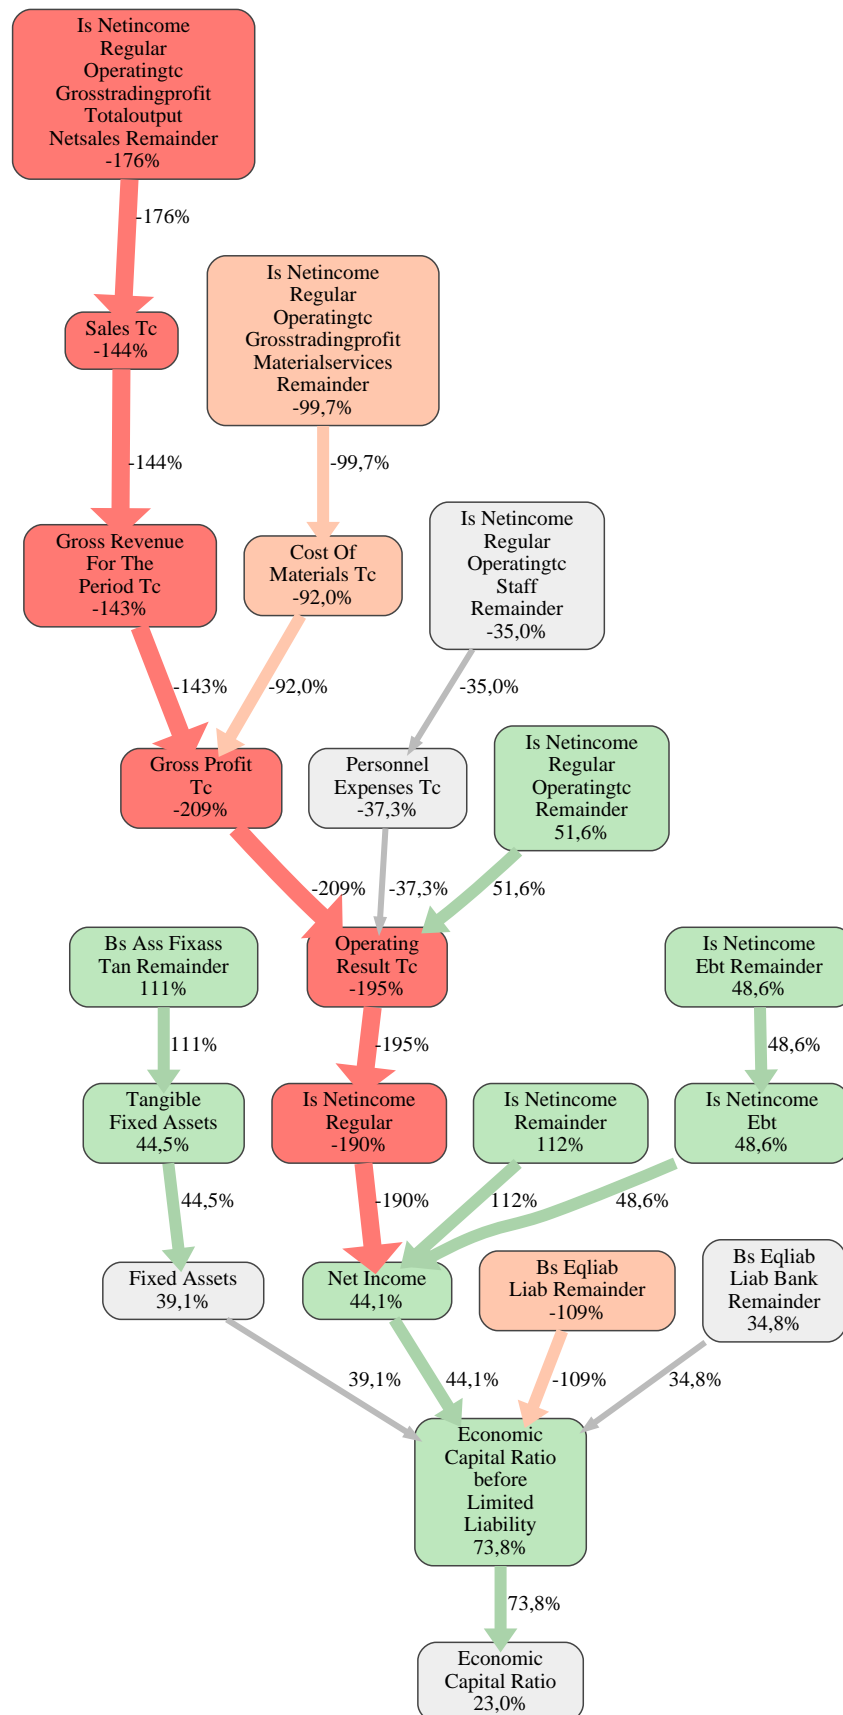 Is Netincome
Regular
Operatingtc
Grosstradingprofit
Totaloutput
Netsales Remainder
-176%
-176%
Is Netincome
Regular
Operatingtc
Grosstradingprofit
Materialservices
Remainder
-99,7%
Sales Tc
-144%
-144%
-99,7%
Is Netincome
Regular
Operatingtc
Staff
Remainder
-35,0%
Gross Revenue
For The
Period Tc
-143%
Cost Of
Materials Tc
-92,0%
-143%
-92,0%
-35,0%
Is Netincome
Regular
Operatingtc
Remainder
51,6%
Gross Profit
Tc
-209%
Personnel
Expenses Tc
-37,3%
-209%
-37,3%
51,6%
Bs Ass Fixass
Tan Remainder
111%
Operating
Result Tc
-195%
Is Netincome
Ebt Remainder
48,6%
111%
-195%
48,6%
Tangible
Fixed Assets
44,5%
Is Netincome
Regular
-190%
Is Netincome
Remainder
112%
Is Netincome
Ebt
48,6%
44,5%
-190%
112%
48,6%
Fixed Assets
39,1%
Net Income
44,1%
Bs Eqliab
Liab Remainder
-109%
Bs Eqliab
Liab Bank
Remainder
34,8%
39,1%
44,1%
-109%
34,8%
Economic
Capital Ratio
before
Limited
Liability
73,8%
73,8%
Economic
Capital Ratio
23,0%